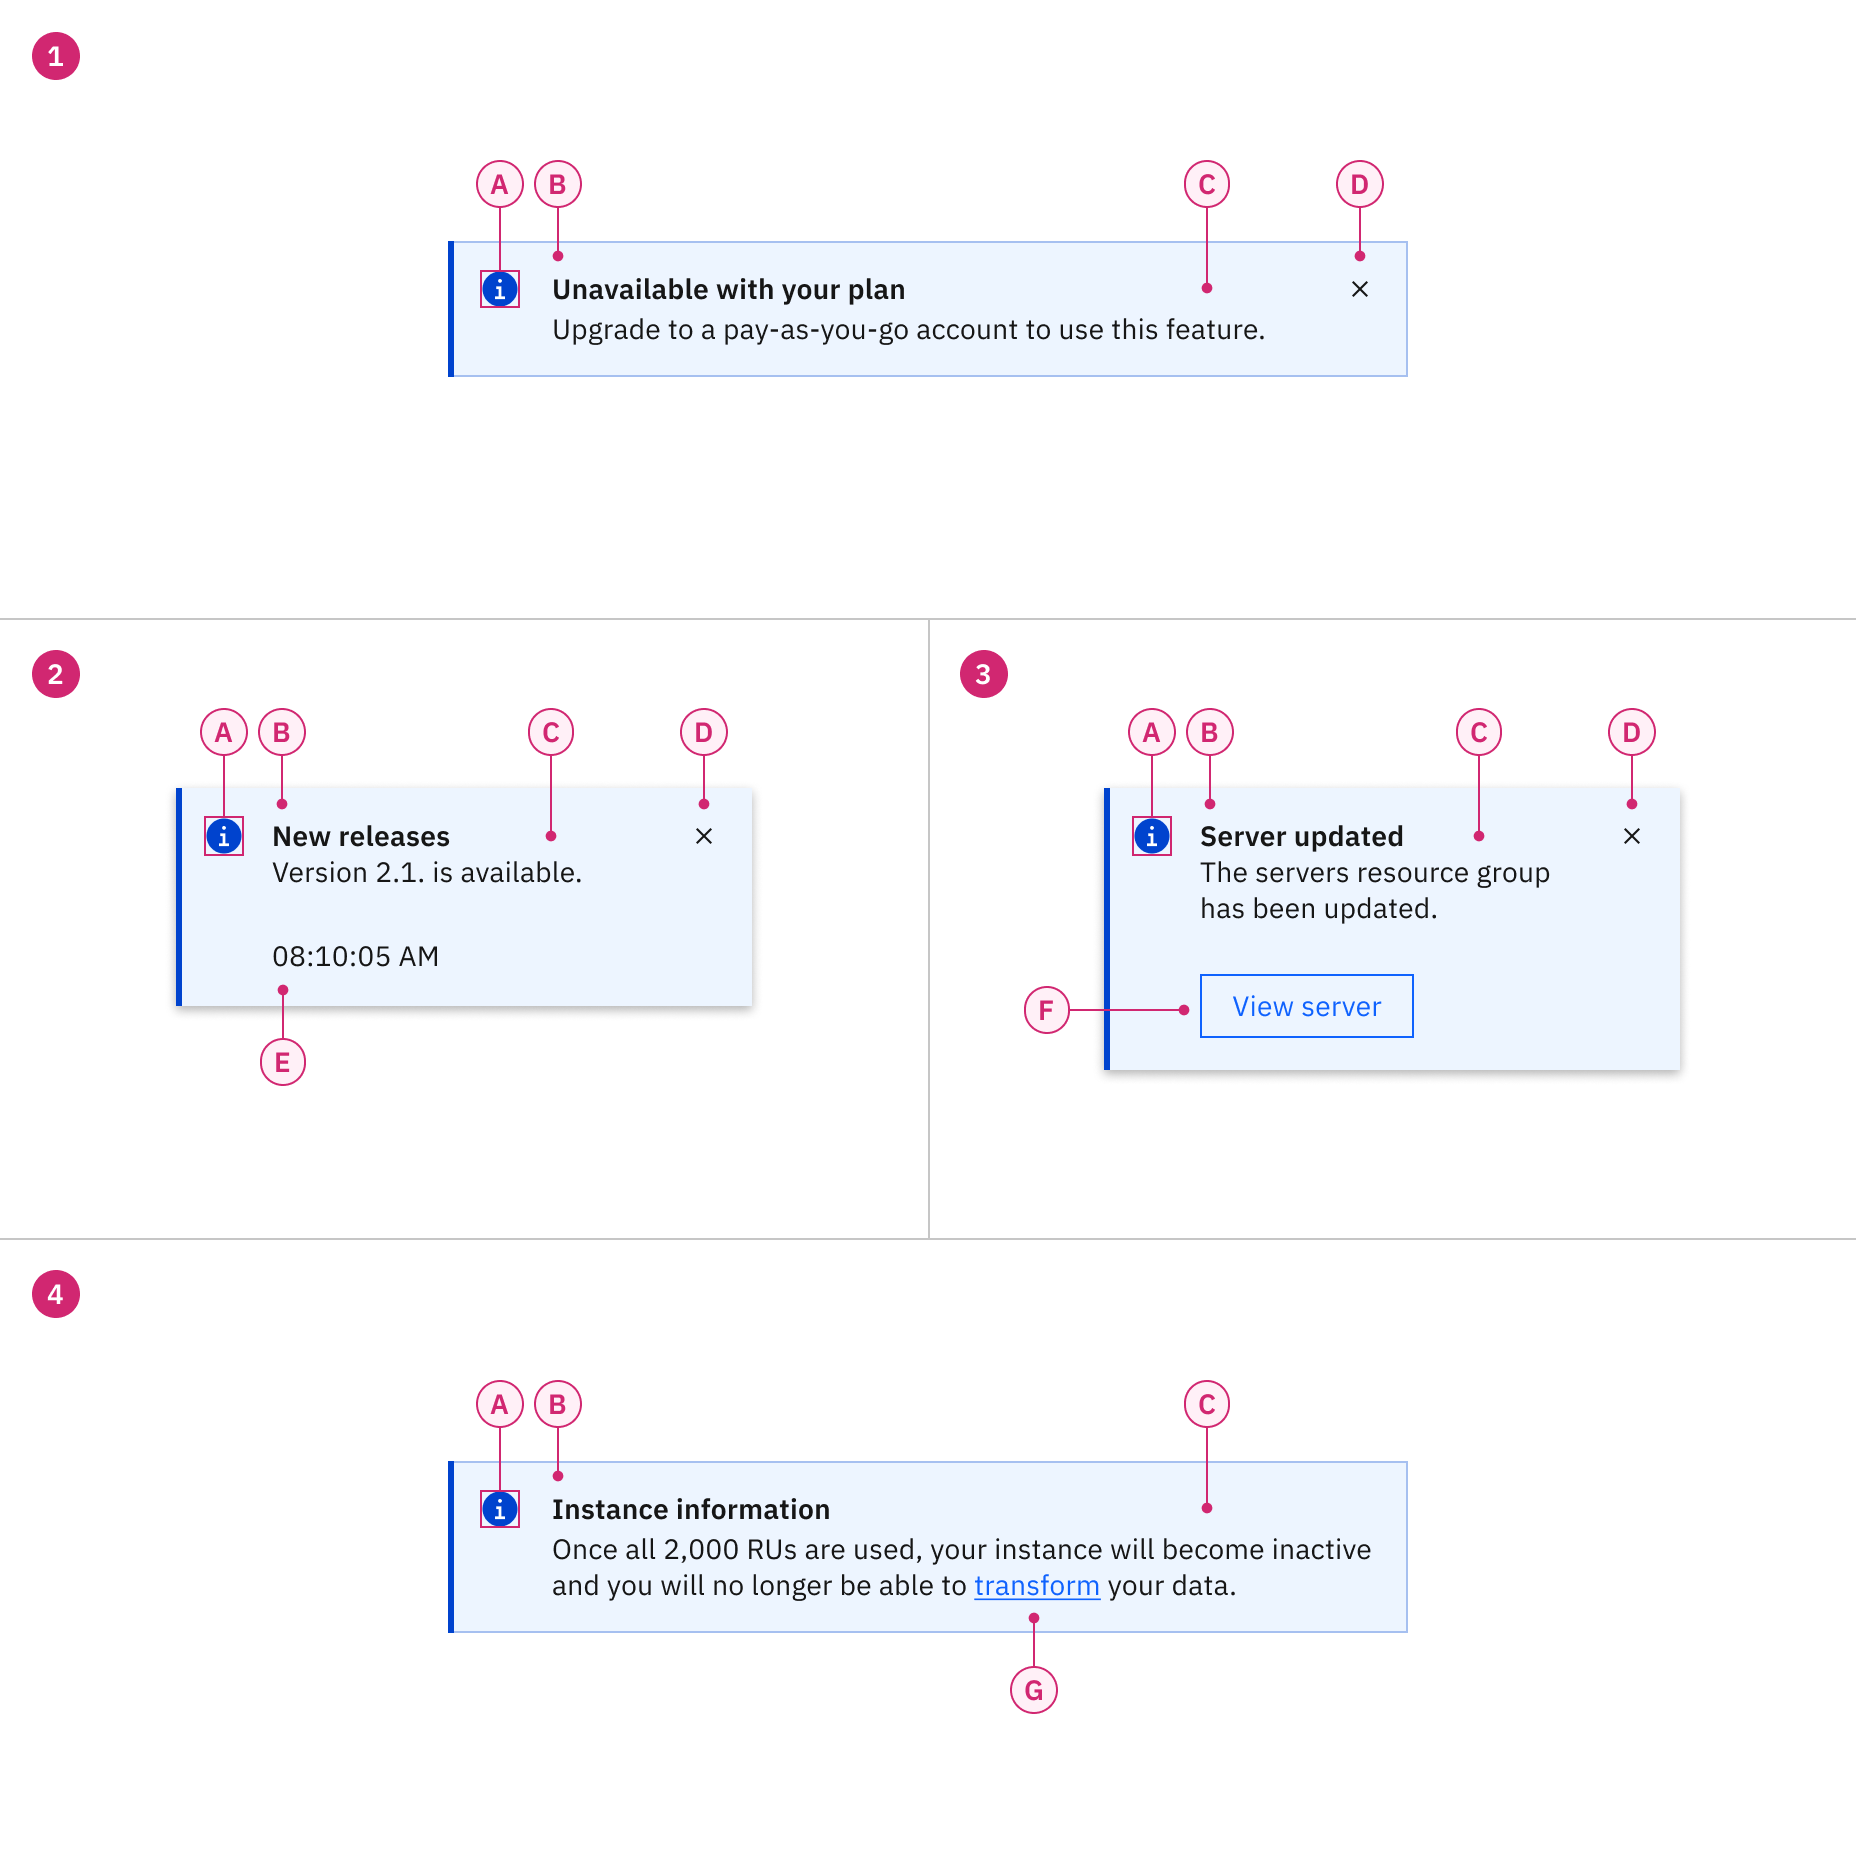 1
A B C D
i Unavailable with your plan
Upgrade to a pay-as-you-go account to use this feature.
2
A B C D
i New releases
Version 2.1. is available.
08:10:05 AM
E
3
A B C D
i Server updated
The servers resource group
has been updated.
F View server
4
A B C
i Instance information
Once all 2,000 RUs are used, your instance will become inactive
and you will no longer be able to transform your data.
G